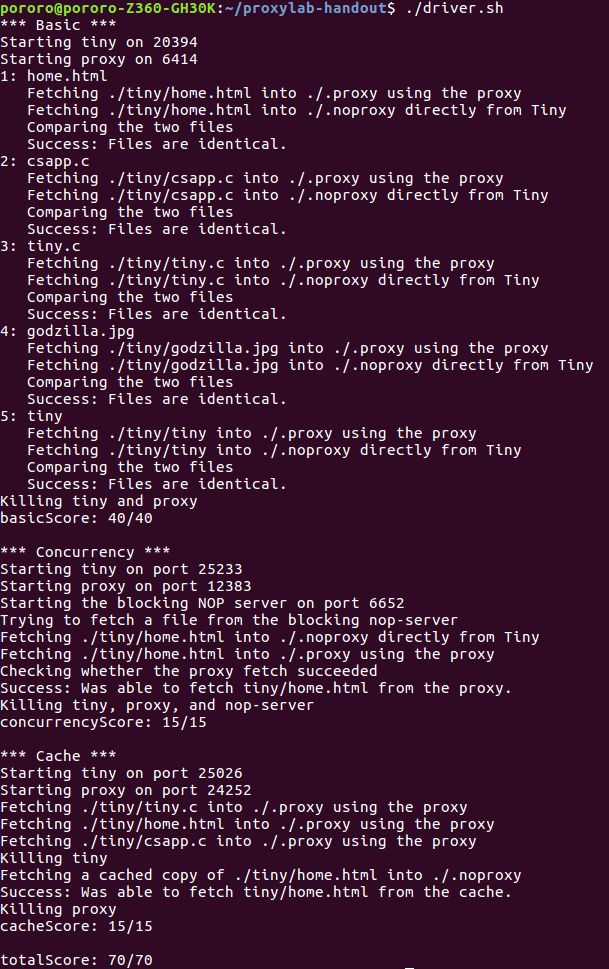 pororo@pororo-Z360-GH30K:~/proxylab-handout$ ./driver.sh
*** Basic ***
Starting tiny on 20394
Starting proxy on 6414
1: home.html
   Fetching ./tiny/home.html into ./.proxy using the proxy
   Fetching ./tiny/home.html into ./.noproxy directly from Tiny
   Comparing the two files
   Success: Files are identical.
2: csapp.c
   Fetching ./tiny/csapp.c into ./.proxy using the proxy
   Fetching ./tiny/csapp.c into ./.noproxy directly from Tiny
   Comparing the two files
   Success: Files are identical.
3: tiny.c
   Fetching ./tiny/tiny.c into ./.proxy using the proxy
   Fetching ./tiny/tiny.c into ./.noproxy directly from Tiny
   Comparing the two files
   Success: Files are identical.
4: godzilla.jpg
   Fetching ./tiny/godzilla.jpg into ./.proxy using the proxy
   Fetching ./tiny/godzilla.jpg into ./.noproxy directly from Tiny
   Comparing the two files
   Success: Files are identical.
5: tiny
   Fetching ./tiny/tiny into ./.proxy using the proxy
   Fetching ./tiny/tiny into ./.noproxy directly from Tiny
   Comparing the two files
   Success: Files are identical.
Killing tiny and proxy
basicScore: 40/40

*** Concurrency ***
Starting tiny on port 25233
Starting proxy on port 12383
Starting the blocking NOP server on port 6652
Trying to fetch a file from the blocking nop-server
Fetching ./tiny/home.html into ./.noproxy directly from Tiny
Fetching ./tiny/home.html into ./.proxy using the proxy
Checking whether the proxy fetch succeeded
Success: Was able to fetch tiny/home.html from the proxy.
Killing tiny, proxy, and nop-server
concurrencyScore: 15/15

*** Cache ***
Starting tiny on port 25026
Starting proxy on port 24252
Fetching ./tiny/tiny.c into ./.proxy using the proxy
Fetching ./tiny/home.html into ./.proxy using the proxy
Fetching ./tiny/csapp.c into ./.proxy using the proxy
Killing tiny
Fetching a cached copy of ./tiny/home.html into ./.noproxy
Success: Was able to fetch tiny/home.html from the cache.
Killing proxy
cacheScore: 15/15

totalScore: 70/70